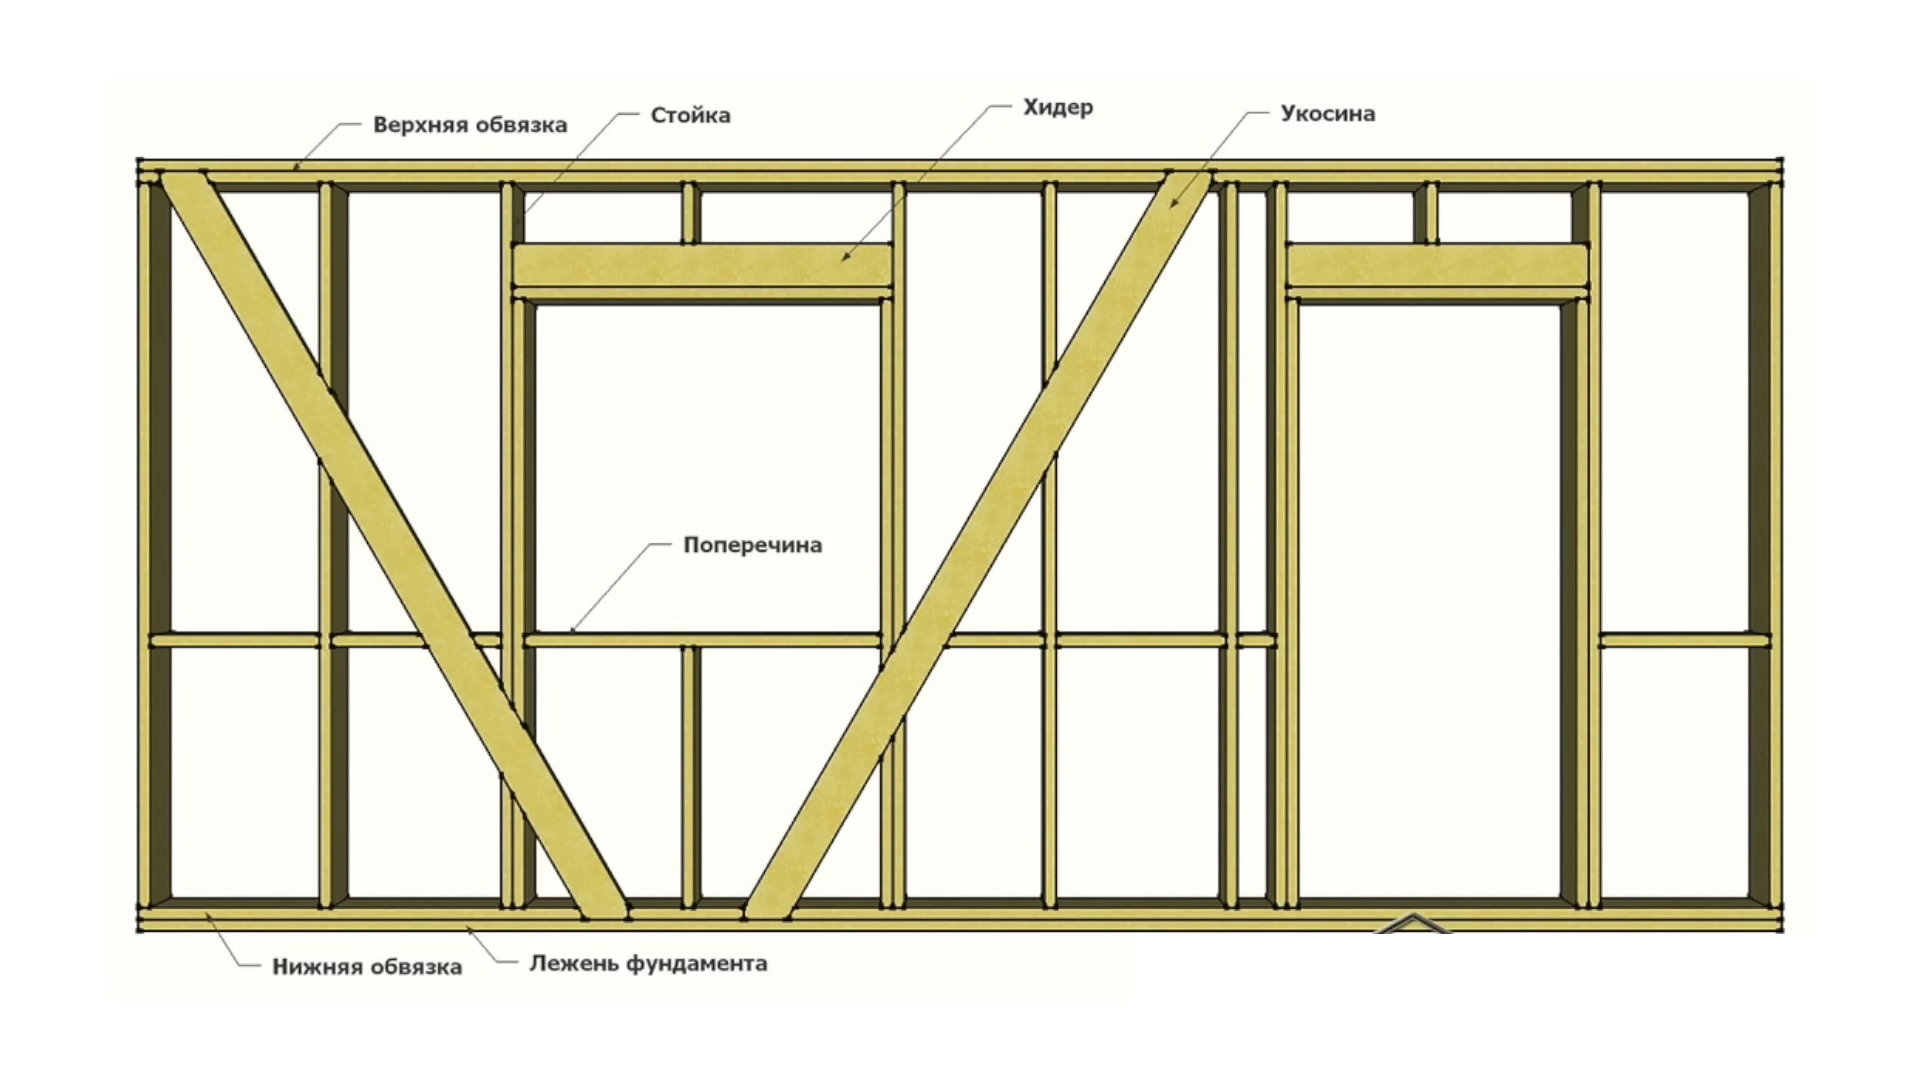 Верхняя обвязка
Стойка
Хидер
Укосина
Поперечина
Нижняя обвязка
Лежень фундамента